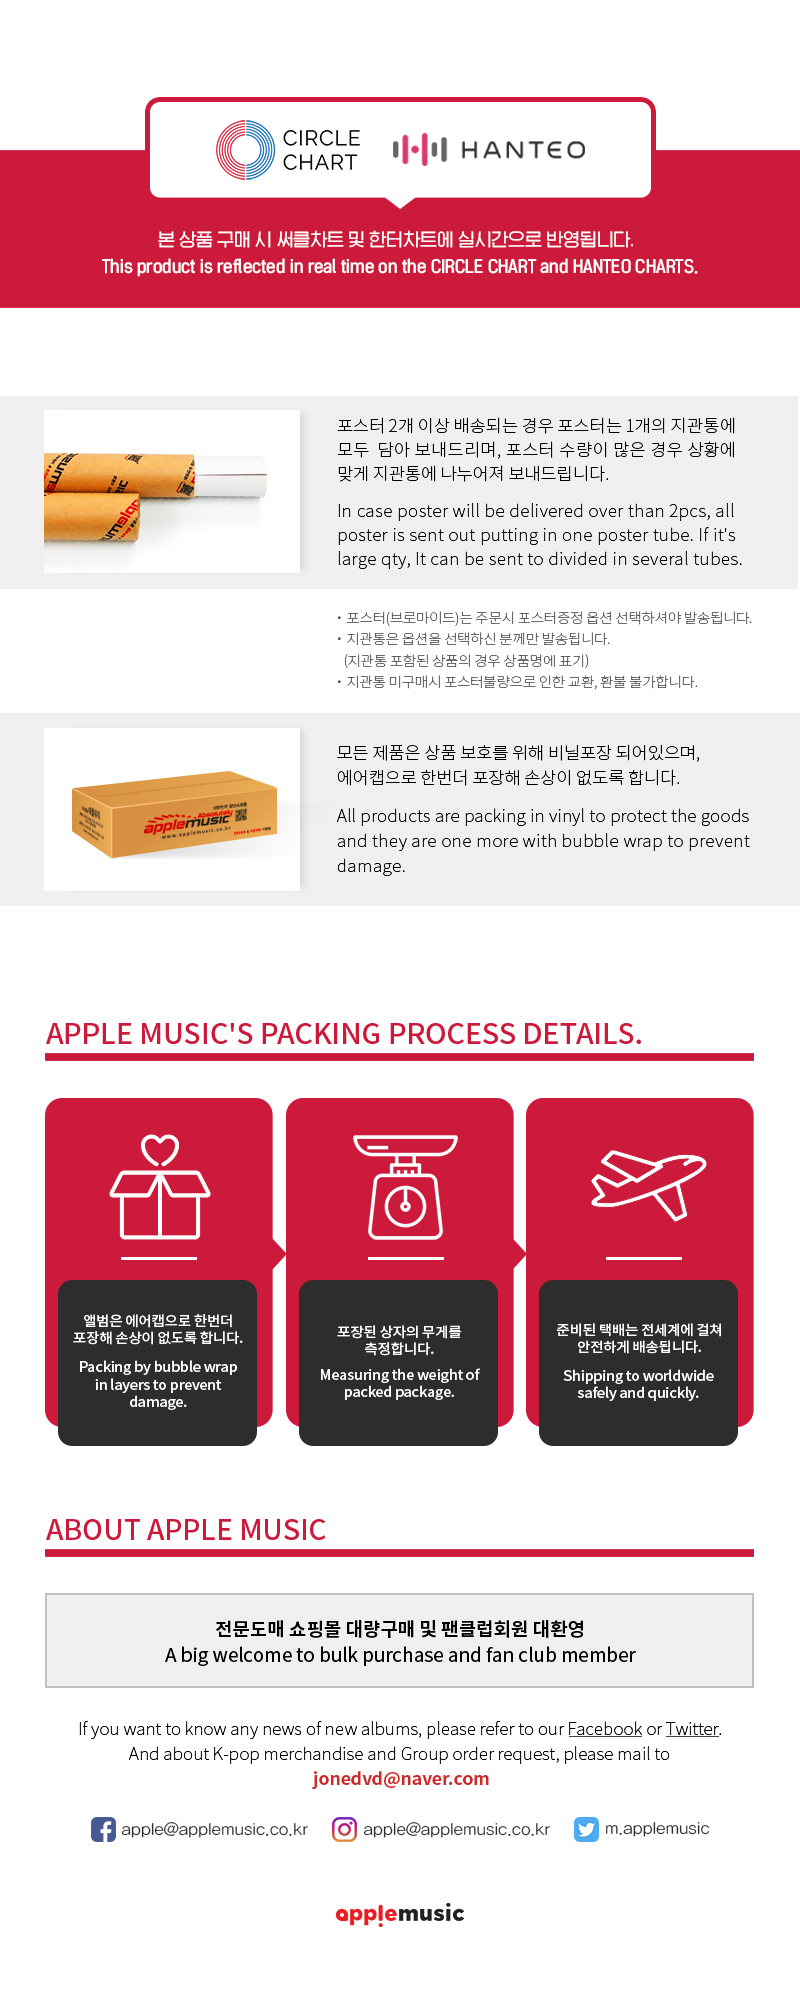 CIRCLE
CHART
HANTEO
본 상품 구매 시 써클차트 및 한터차트에 실시간으로 반영됩니다.
This product is reflected in real time on the CIRCLE CHART and HANTEO CHARTS.
포스터 2개 이상 배송되는 경우 포스터는 1개의 지관통에
모두 담아 보내드리며, 포스터 수량이 많은 경우 상황에
맞게 지관통에 나누어져 보내드립니다.
In case poster will be delivered over than 2pcs, all
poster is sent out putting in one poster tube. If it's
large qty, It can be sent to divided in several tubes.
• 포스터(브로마이드)는 주문시 포스터증정 옵션 선택하셔야 발송됩니다.
• 지관통은 옵션을 선택하신 분께만 발송됩니다.
(지관통 포함된 상품의 경우 상품명에 표기)
• 지관통 미구매시 포스터불량으로 인한 교환, 환불 불가합니다.
Absolutely
applemusic
www.applemusic.co.kr
모든 제품은 상품 보호를 위해 비닐포장 되어있으며,
에어캡으로 한번더 포장해 손상이 없도록 합니다.
All products are packing in vinyl to protect the goods
and they are one more with bubble wrap to prevent
damage.
APPLE MUSIC'S PACKING PROCESS DETAILS.
앨범은 에어캡으로 한번더
포장해 손상이 없도록 합니다.
Packing by bubble wrap
in layers to prevent
damage.
포장된 상자의 무게를
측정합니다.
Measuring the weight of
packed package.
준비된 택배는 전세계에 걸쳐
안전하게 배송됩니다.
Shipping to worldwide
safely and quickly.
ABOUT APPLE MUSIC
전문도매 쇼핑몰 대량구매 및 팬클럽회원 대환영
A big welcome to bulk purchase and fan club member
If you want to know any news of new albums, please refer to our Facebook or Twitter.
And about K-pop merchandise and Group order request, please mail to
jonedvd@naver.com
apple@applemusic.co.kr
apple@applemusic.co.kr
m.applemusic
applemusic